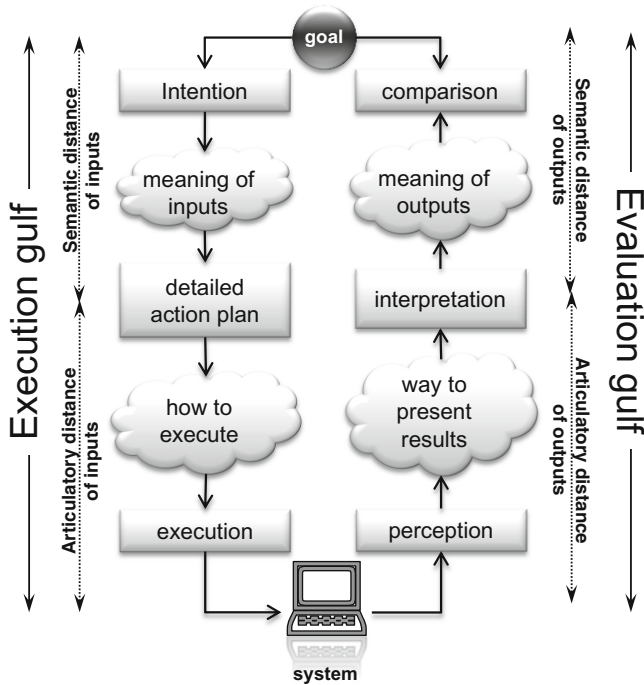 goal
Intention
comparison
meaning of
inputs
meaning of
outputs
detailed
action plan
interpretation
how to
execute
way to
present
results
execution
perception
system
Execution gulf
Semantic distance
of inputs
Articulatory distance
of inputs
Semantic distance
of outputs
Articulatory distance
of outputs
Evaluation gulf